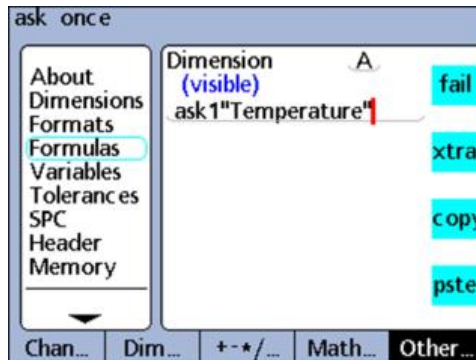 ask once
About
Dimensions
Formats
Formulas
Variables
Tolerances
SPC
Header
Memory
Dimension A
(visible)
ask1"Temperature"
fail
xtra
copy
pste
Chan... Dim... +-*/... Math... Other...